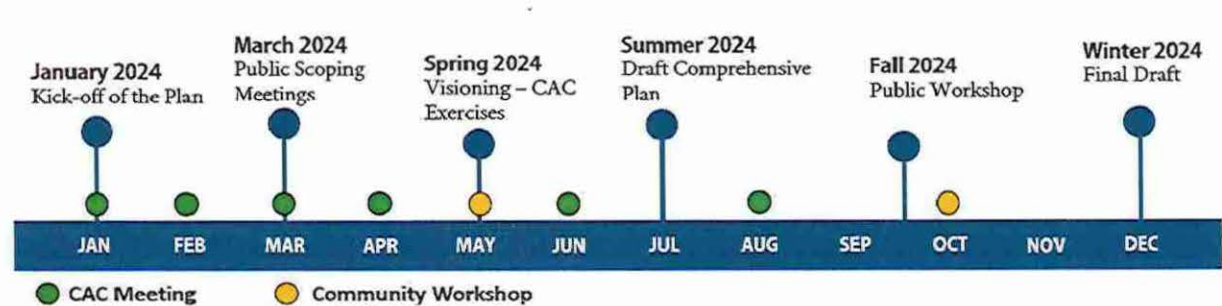 January 2024
Kick-off of the Plan
March 2024
Public Scoping
Meetings
Spring 2024
Visioning – CAC
Exercises
Summer 2024
Draft Comprehensive
Plan
Fall 2024
Public Workshop
Winter 2024
Final Draft
JAN FEB MAR APR MAY JUN JUL AUG SEP OCT NOV DEC
CAC Meeting Community Workshop